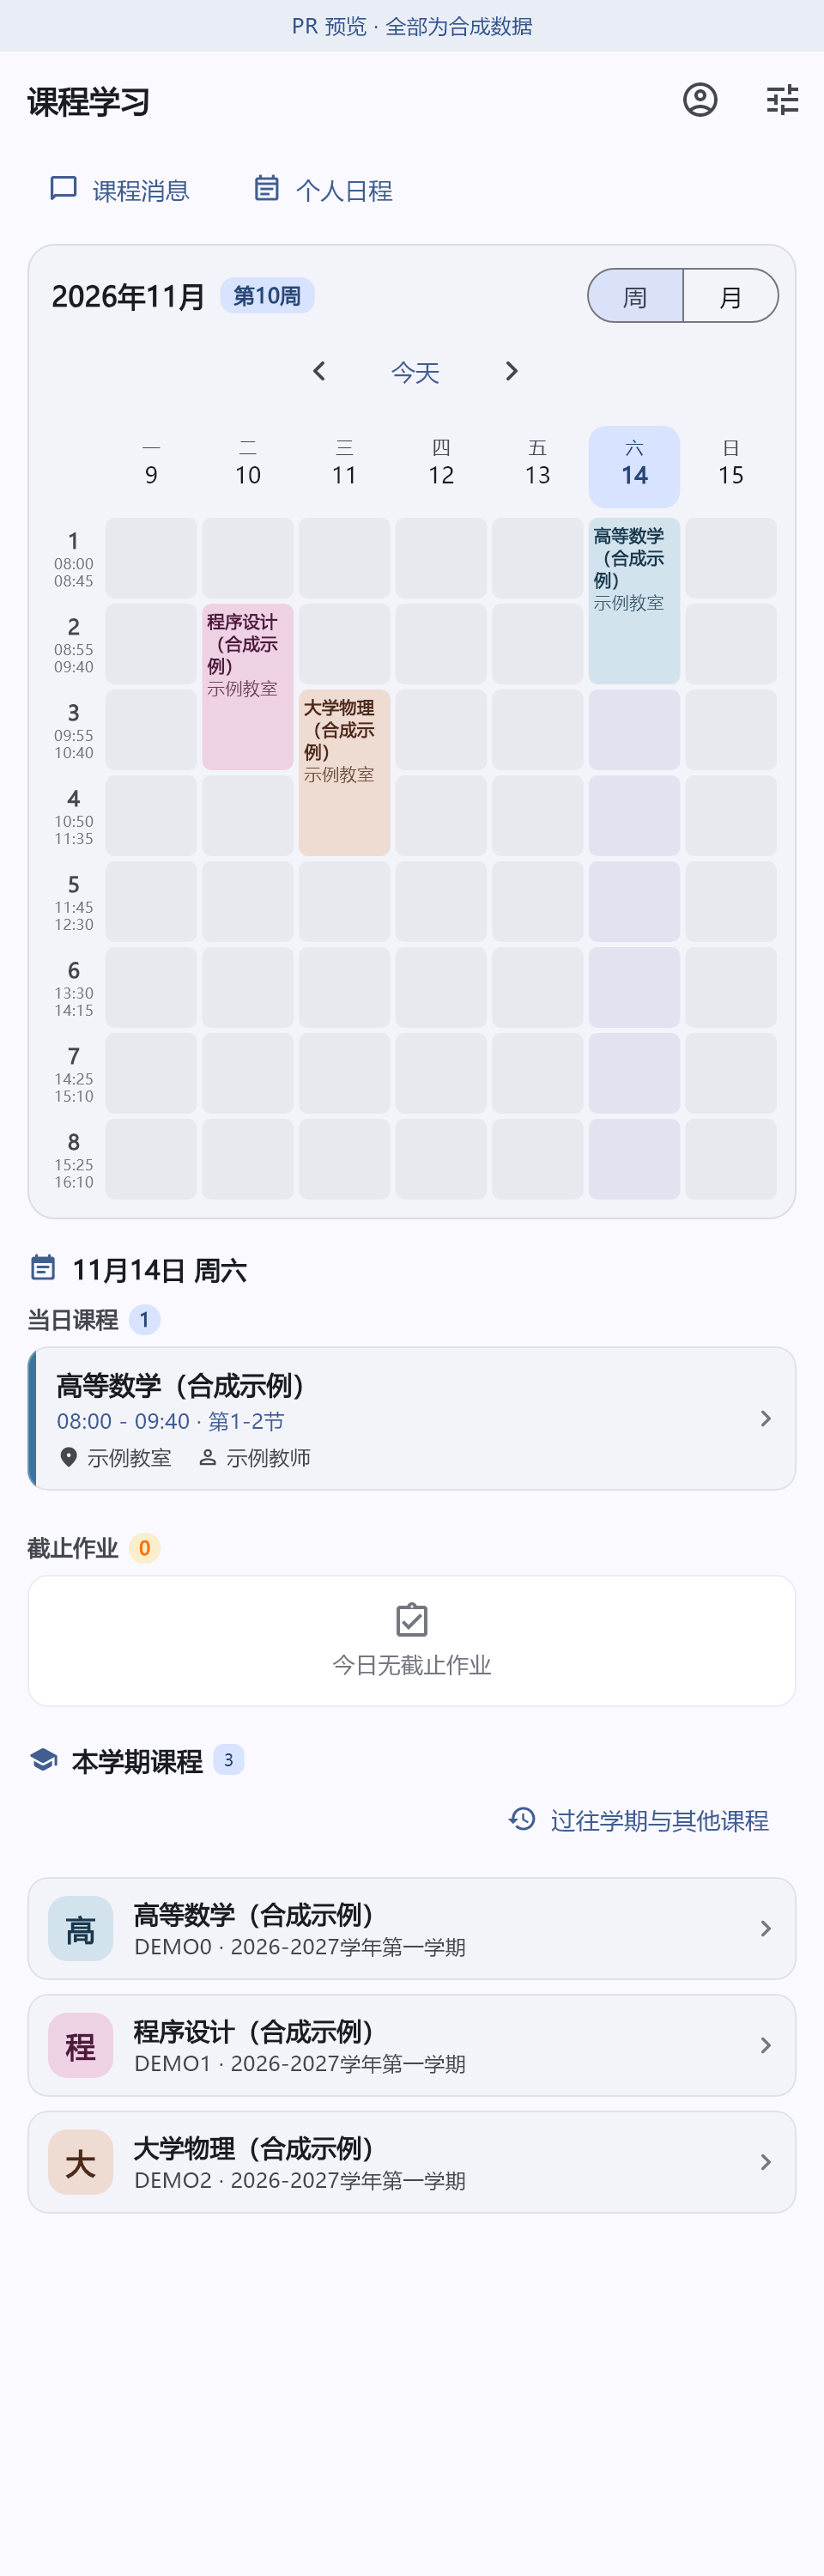 PR 预览 · 全部为合成数据
课程学习
课程消息 个人日程
2026年11月 第10周 周 月
今天
一 二 三 四 五 六 日
9 10 11 12 13 14 15
1
08:00
08:45
高等数学
（合成示
例）
示例教室
2
08:55
09:40
程序设计
（合成示
例）
示例教室
3
09:55
10:40
大学物理
（合成示
例）
示例教室
4
10:50
11:35
5
11:45
12:30
6
13:30
14:15
7
14:25
15:10
8
15:25
16:10
11月14日 周六
当日课程 1
高等数学（合成示例）
08:00 - 09:40 · 第1-2节
示例教室 示例教师
截止作业 0
今日无截止作业
本学期课程 3
过往学期与其他课程
高 高等数学（合成示例）
DEMO0 · 2026-2027学年第一学期
程 程序设计（合成示例）
DEMO1 · 2026-2027学年第一学期
大 大学物理（合成示例）
DEMO2 · 2026-2027学年第一学期